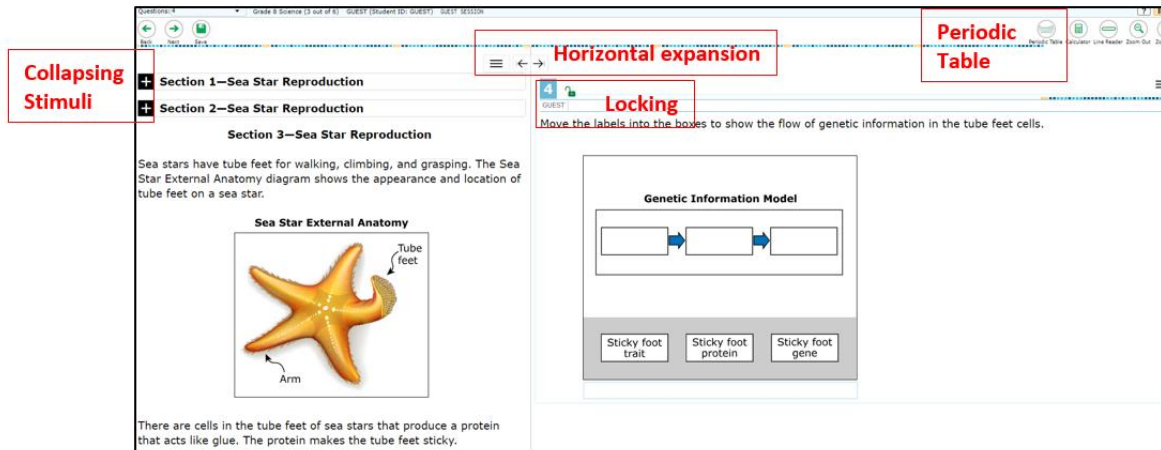 Questions: 4
Grade 8 Science (3 out of 6)
GUEST (Student ID: GUEST)
GUEST SESSION
Back
Next
Save
Periodic Table
Calculator
Line Reader
Zoom Out
Periodic
Table
Horizontal expansion
Collapsing
Stimuli
Section 1—Sea Star Reproduction
Section 2—Sea Star Reproduction
Section 3—Sea Star Reproduction
Sea stars have tube feet for walking, climbing, and grasping. The Sea
Star External Anatomy diagram shows the appearance and location of
tube feet on a sea star.
Sea Star External Anatomy
Tube
feet
Arm
There are cells in the tube feet of sea stars that produce a protein
that acts like glue. The protein makes the tube feet sticky.
4
Locking
GUEST
Move the labels into the boxes to show the flow of genetic information in the tube feet cells.
Genetic Information Model
Sticky foot
trait
Sticky foot
protein
Sticky foot
gene